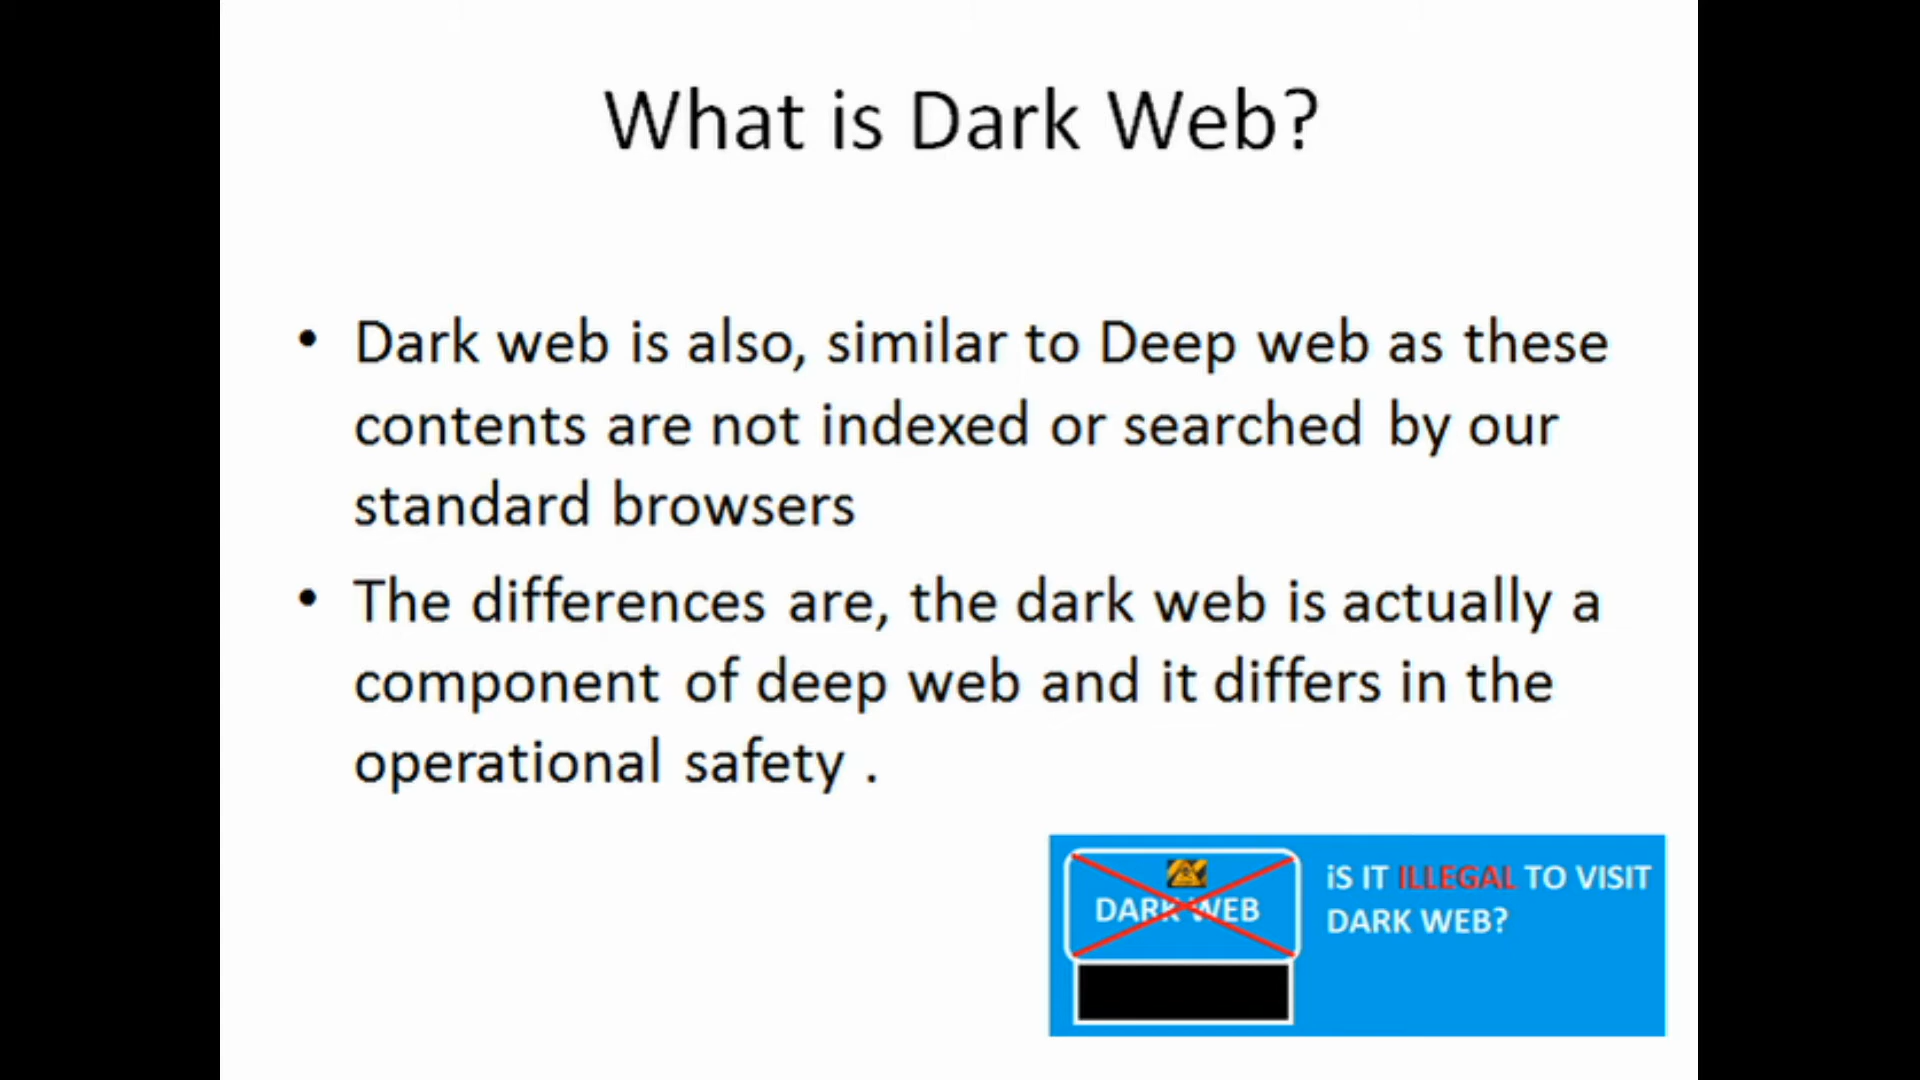 What is Dark Web?
• Dark web is also, similar to Deep web as these
contents are not indexed or searched by our
standard browsers
• The differences are, the dark web is actually a
component of deep web and it differs in the
operational safety .
DARK WEB
iS IT ILLEGAL TO VISIT
DARK WEB?